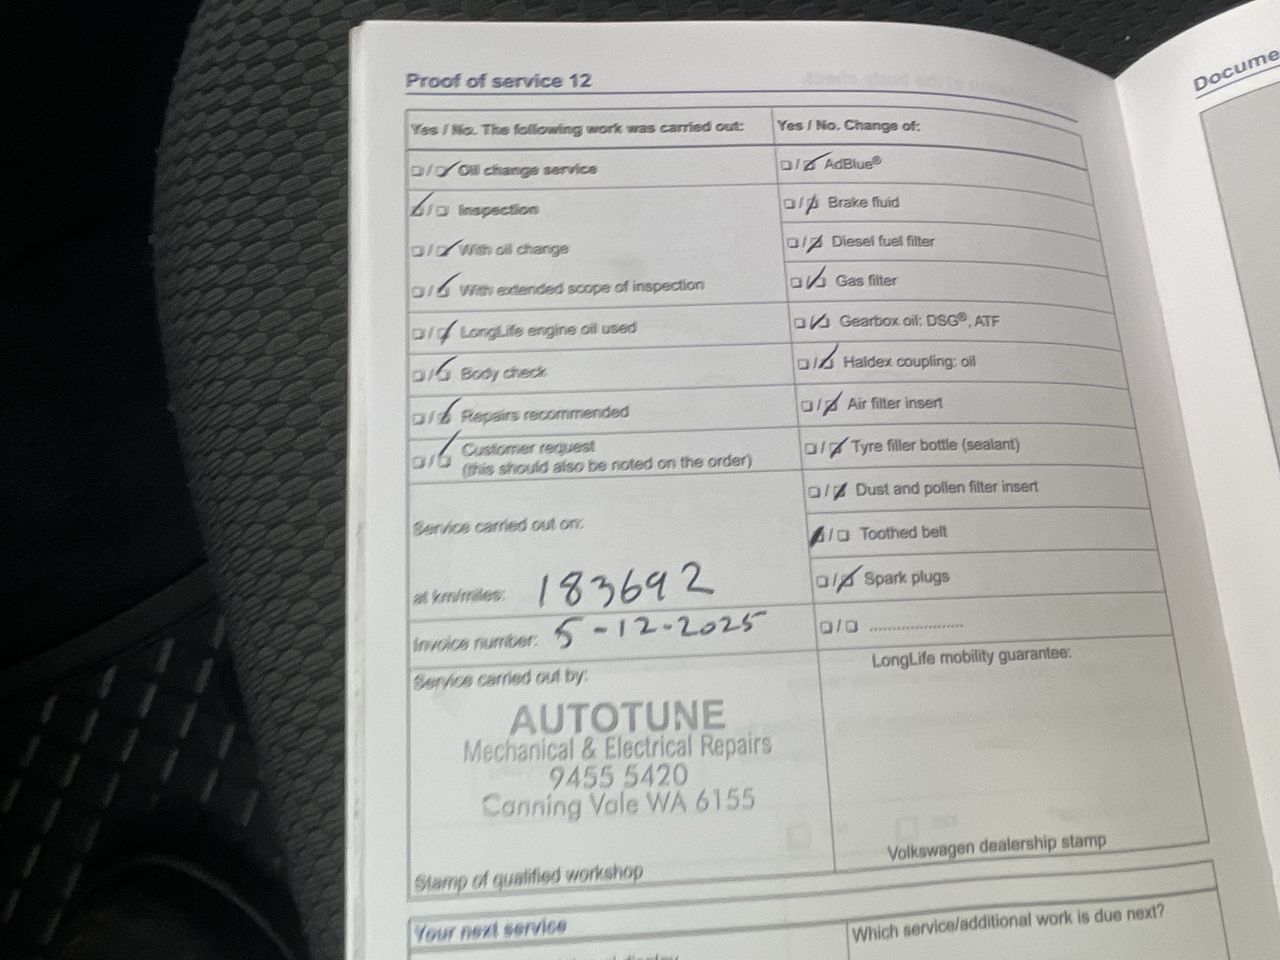 Proof of service 12
Docume
Yes / No. The following work was carried out:
Yes / No. Change of:
Oil change service
AdBlue®
Inspection
Brake fluid
With oil change
Diesel fuel filter
With extended scope of inspection
Gas filter
LongLife engine oil used
Gearbox oil: DSG®, ATF
Body check
Haldex coupling: oil
Repairs recommended
Air filter insert
Customer request
(this should also be noted on the order)
Tyre filler bottle (sealant)
Dust and pollen filter insert
Service carried out on:
Toothed belt
at km/miles: 183692
Spark plugs
Invoice number: 5-12-2025
....................
Service carried out by:
LongLife mobility guarantee:
AUTOTUNE
Mechanical & Electrical Repairs
9455 5420
Canning Vale WA 6155
Stamp of qualified workshop
Volkswagen dealership stamp
Your next service
Which service/additional work is due next?
display